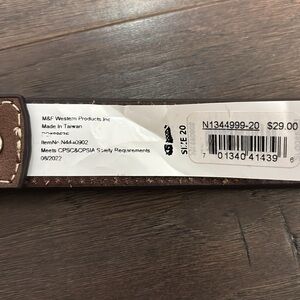 M&F Western Products Inc
Made In Taiwan
ItemNo N4440902
Meets CPSC&CPSIA Safety Requirements
06/2022
SIZE 20
N1344999-20 $29.00
7 01340 41439 6